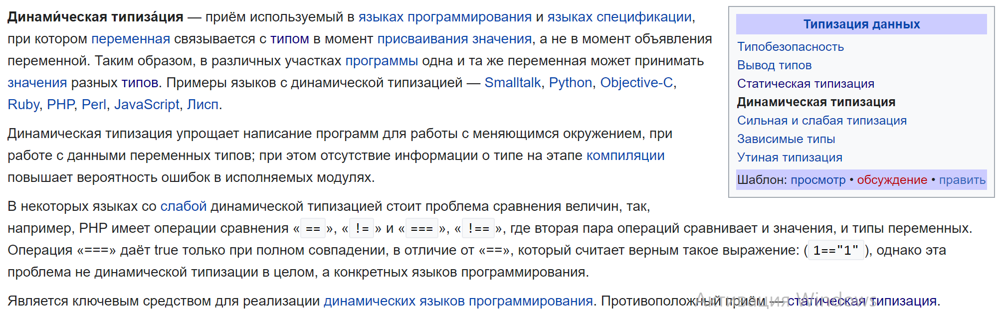 Динами́ческая типиза́ция — приём используемый в языках программирования и языках спецификации,
при котором переменная связывается с типом в момент присваивания значения, а не в момент объявления
переменной. Таким образом, в различных участках программы одна и та же переменная может принимать
значения разных типов. Примеры языков с динамической типизацией — Smalltalk, Python, Objective-C,
Ruby, PHP, Perl, JavaScript, Лисп.
Динамическая типизация упрощает написание программ для работы с меняющимся окружением, при
работе с данными переменных типов; при этом отсутствие информации о типе на этапе компиляции
повышает вероятность ошибок в исполняемых модулях.
В некоторых языках со слабой динамической типизацией стоит проблема сравнения величин, так,
например, PHP имеет операции сравнения «==», «!=» и «===», «!==», где вторая пара операций сравнивает и значения, и типы переменных.
Операция «===» даёт true только при полном совпадении, в отличие от «==», который считает верным такое выражение: (1=="1"), однако эта
проблема не динамической типизации в целом, а конкретных языков программирования.
Является ключевым средством для реализации динамических языков программирования. Противоположный приём — статическая типизация.
Типизация данных
Типобезопасность
Вывод типов
Статическая типизация
Динамическая типизация
Сильная и слабая типизация
Зависимые типы
Утиная типизация
Шаблон: просмотр • обсуждение • править
Активация Windows